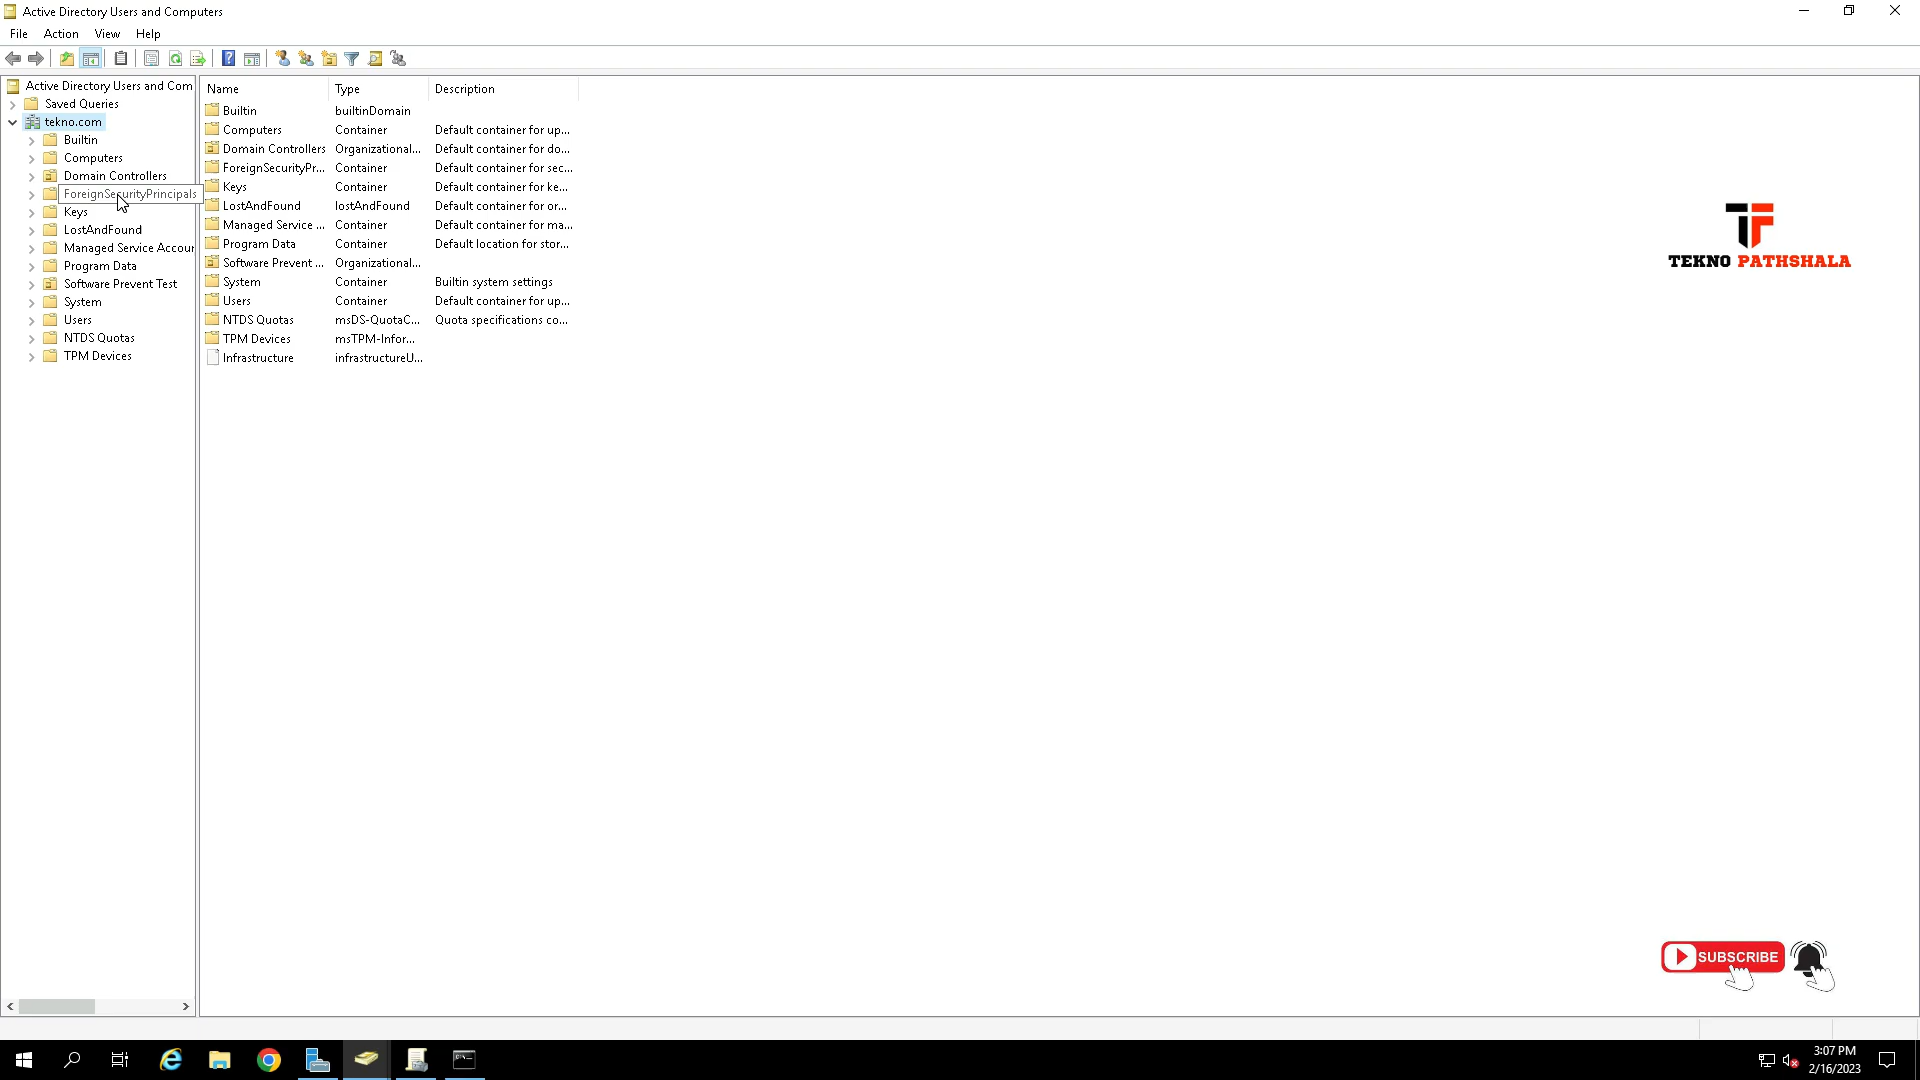 Active Directory Users and Computers
File Action View Help
Active Directory Users and Com
Saved Queries
tekno.com
Builtin
Computers
Domain Controllers
ForeignSecurityPrincipals
Keys
LostAndFound
Managed Service Accour
Program Data
Software Prevent Test
System
Users
NTDS Quotas
TPM Devices
Name Type Description
Builtin builtinDomain
Computers Container Default container for up...
Domain Controllers Organizational... Default container for do...
ForeignSecurityPr... Container Default container for sec...
Keys Container Default container for ke...
LostAndFound lostAndFound Default container for or...
Managed Service ... Container Default container for ma...
Program Data Container Default location for stor...
Software Prevent ... Organizational...
System Container Builtin system settings
Users Container Default container for up...
NTDS Quotas msDS-QuotaC... Quota specifications co...
TPM Devices msTPM-Infor...
Infrastructure infrastructureU...
TEKNO PATHSHALA
SUBSCRIBE
3:07 PM
2/16/2023